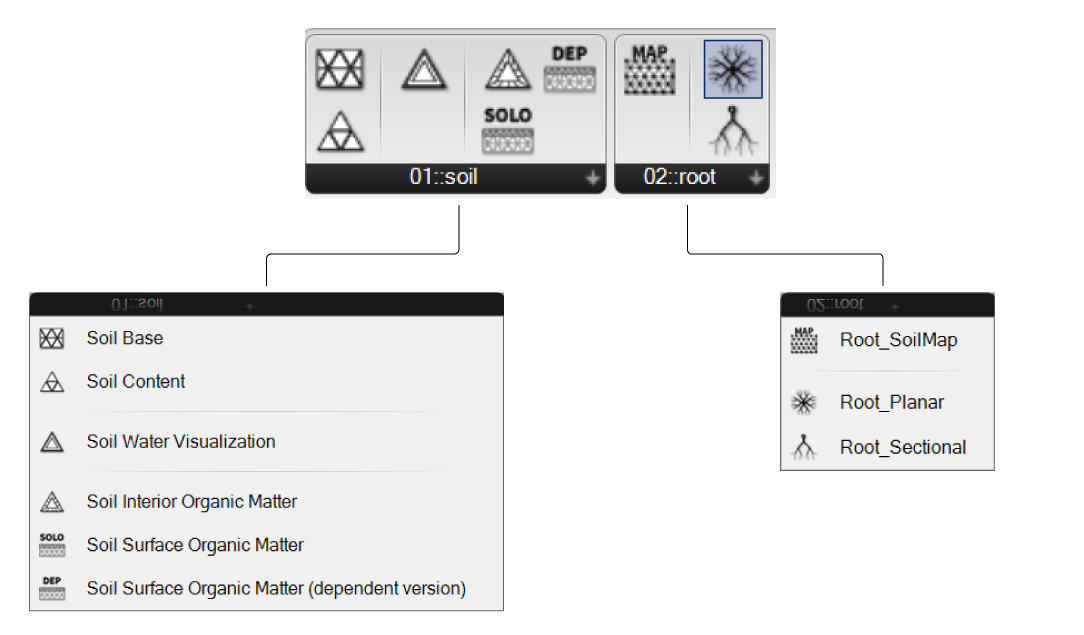 DEP
MAP
SOLO
01::soil
02::root
01::soil
Soil Base
Soil Content
Soil Water Visualization
Soil Interior Organic Matter
SOLO
Soil Surface Organic Matter
DEP
Soil Surface Organic Matter (dependent version)
02::root
MAP
Root_SoilMap
Root_Planar
Root_Sectional